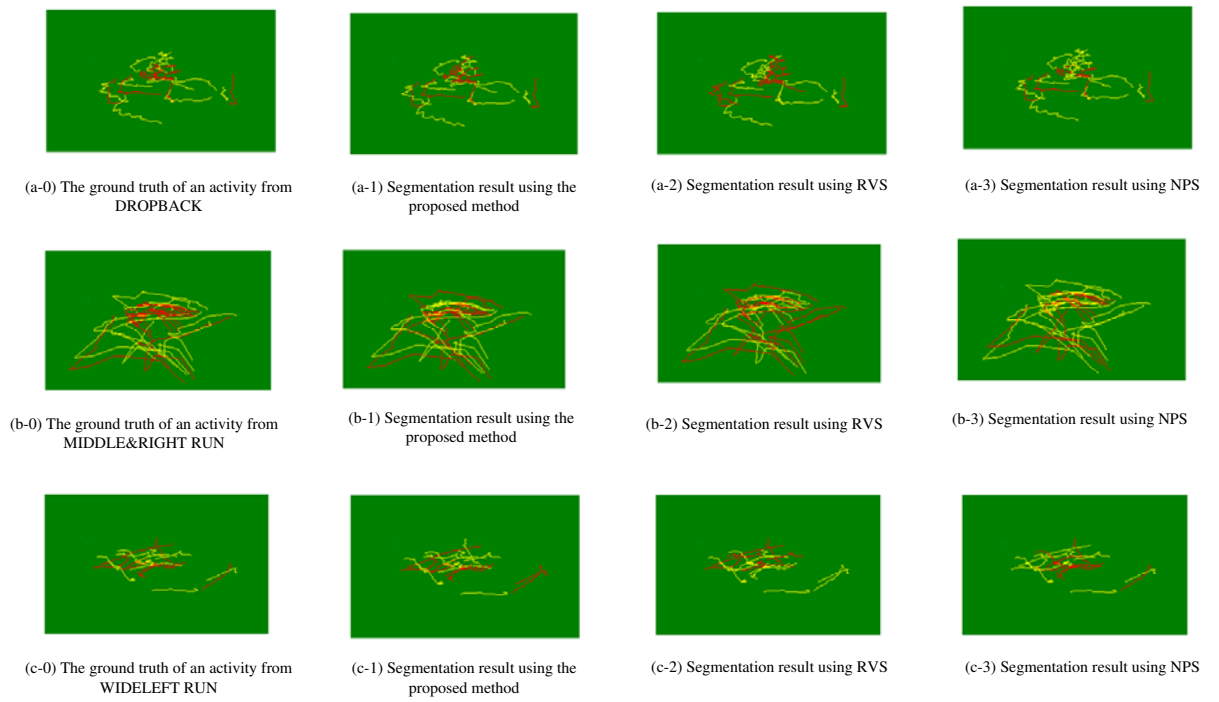 (a-0) The ground truth of an activity from
DROPBACK
(a-1) Segmentation result using the
proposed method
(a-2) Segmentation result using RVS
(a-3) Segmentation result using NPS
(b-0) The ground truth of an activity from
MIDDLE&RIGHT RUN
(b-1) Segmentation result using the
proposed method
(b-2) Segmentation result using RVS
(b-3) Segmentation result using NPS
(c-0) The ground truth of an activity from
WIDELEFT RUN
(c-1) Segmentation result using the
proposed method
(c-2) Segmentation result using RVS
(c-3) Segmentation result using NPS